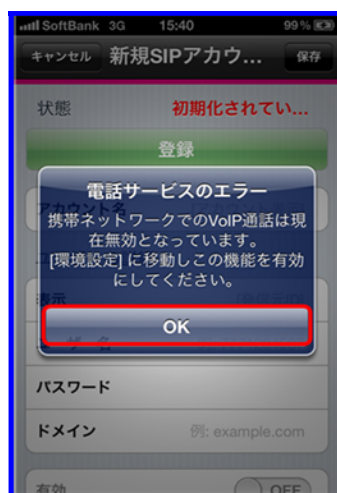 SoftBank 3G 15:40 99%
キャンセル 新規SIPアカウ... 保存
状態 初期化されてい...
登録
電話サービスのエラー
携帯ネットワークでのVoIP通話は現
在無効となっています。
[環境設定] に移動しこの機能を有効
にしてください。
表示
OK
パスワード
ドメイン 例: example.com
有効 OFF